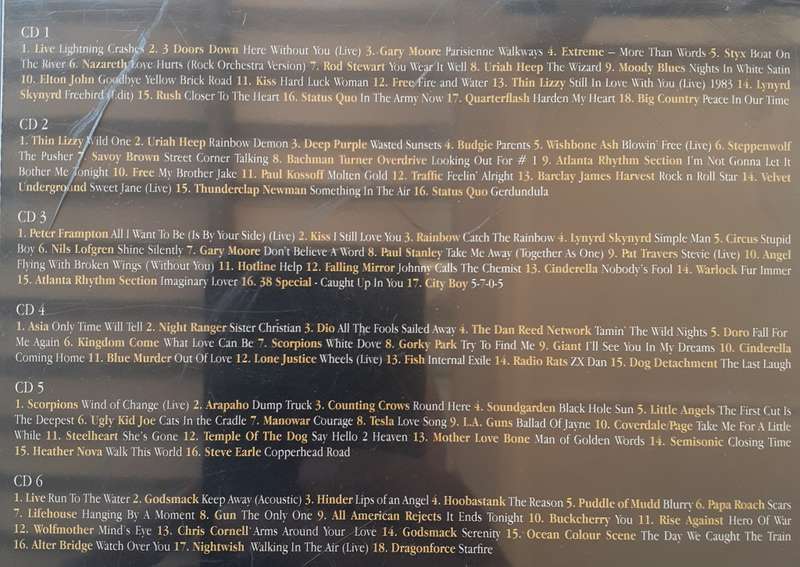 CD 1
1. Live Lightning Crashes 2. 3 Doors Down Here Without You (Live) 3. Gary Moore Parisienne Walkways 4. Extreme – More Than Words 5. Styx Boat On
The River 6. Nazareth Love Hurts (Rock Orchestra Version) 7. Rod Stewart You Wear It Well 8. Uriah Heep The Wizard 9. Moody Blues Nights In White Satin
10. Elton John Goodbye Yellow Brick Road 11. Kiss Hard Luck Woman 12. Free Fire and Water 13. Thin Lizzy Still In Love With You (Live) 1983 14. Lynyrd
Skynyrd Freebird (Edit) 15. Rush Closer To The Heart 16. Status Quo In The Army Now 17. Quarterflash Harden My Heart 18. Big Country Peace In Our Time
CD 2
1. Thin Lizzy Wild One 2. Uriah Heep Rainbow Demon 3. Deep Purple Wasted Sunsets 4. Budgie Parents 5. Wishbone Ash Blowin' Free (Live) 6. Steppenwolf
The Pusher 7. Savoy Brown Street Corner Talking 8. Bachman Turner Overdrive Looking Out For # 1 9. Atlanta Rhythm Section I'm Not Gonna Let It
Bother Me Tonight 10. Free My Brother Jake 11. Paul Kossoff Molten Gold 12. Traffic Feelin' Alright 13. Barclay James Harvest Rock n Roll Star 14. Velvet
Underground Sweet Jane (Live) 15. Thunderclap Newman Something In The Air 16. Status Quo Gerdundula
CD 3
1. Peter Frampton All I Want To Be (Is By Your Side) (Live) 2. Kiss I Still Love You 3. Rainbow Catch The Rainbow 4. Lynyrd Skynyrd Simple Man 5. Circus Stupid
Boy 6. Nils Lofgren Shine Silently 7. Gary Moore Don't Believe A Word 8. Paul Stanley Take Me Away (Together As One) 9. Pat Travers Stevie (Live) 10. Angel
Flying With Broken Wings (Without You) 11. Hotline Help 12. Falling Mirror Johnny Calls The Chemist 13. Cinderella Nobody's Fool 14. Warlock Fur Immer
15. Atlanta Rhythm Section Imaginary Lover 16. 38 Special - Caught Up In You 17. City Boy 5-7-0-5
CD 4
1. Asia Only Time Will Tell 2. Night Ranger Sister Christian 3. Dio All The Fools Sailed Away 4. The Dan Reed Network Tamin' The Wild Nights 5. Doro Fall For
Me Again 6. Kingdom Come What Love Can Be 7. Scorpions White Dove 8. Gorky Park Try To Find Me 9. Giant I'll See You In My Dreams 10. Cinderella
Coming Home 11. Blue Murder Out Of Love 12. Lone Justice Wheels (Live) 13. Fish Internal Exile 14. Radio Rats ZX Dan 15. Dog Detachment The Last Laugh
CD 5
1. Scorpions Wind of Change (Live) 2. Arapaho Dump Truck 3. Counting Crows Round Here 4. Soundgarden Black Hole Sun 5. Little Angels The First Cut Is
The Deepest 6. Ugly Kid Joe Cats In the Cradle 7. Manowar Courage 8. Tesla Love Song 9. L.A. Guns Ballad Of Jayne 10. Coverdale/Page Take Me For A Little
While 11. Steelheart She's Gone 12. Temple Of The Dog Say Hello 2 Heaven 13. Mother Love Bone Man of Golden Words 14. Semisonic Closing Time
15. Heather Nova Walk This World 16. Steve Earle Copperhead Road
CD 6
1. Live Run To The Water 2. Godsmack Keep Away (Acoustic) 3. Hinder Lips of an Angel 4. Hoobastank The Reason 5. Puddle of Mudd Blurry 6. Papa Roach Scars
7. Lifehouse Hanging By A Moment 8. Gun The Only One 9. All American Rejects It Ends Tonight 10. Buckcherry You 11. Rise Against Hero Of War
12. Wolfmother Mind's Eye 13. Chris Cornell Arms Around Your Love 14. Godsmack Serenity 15. Ocean Colour Scene The Day We Caught The Train
16. Alter Bridge Watch Over You 17. Nightwish Walking In The Air (Live) 18. Dragonforce Starfire